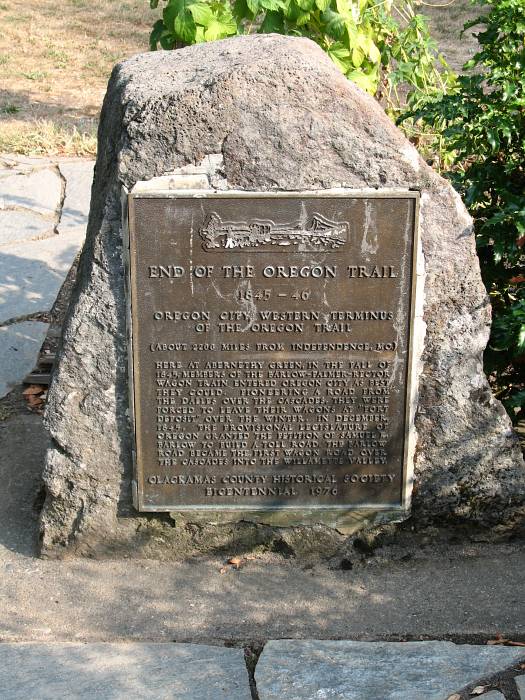 END OF THE OREGON TRAIL
1845 – 46
OREGON CITY, WESTERN TERMINUS
OF THE OREGON TRAIL
(ABOUT 2200 MILES FROM INDEPENDENCE, MO)
HERE AT ABERNETHY GREEN, IN THE FALL OF
1845, MEMBERS OF THE BARLOW-PALMER-RECTOR
WAGON TRAIN ENTERED OREGON CITY AS BEST
THEY COULD. PIONEERING A ROAD FROM
THE DALLES OVER THE CASCADES, THEY WERE
FORCED TO LEAVE THEIR WAGONS AT "FORT
DEPOSIT" OVER THE WINTER. IN DECEMBER,
1845, THE PROVISIONAL LEGISLATURE OF
OREGON GRANTED THE PETITION OF SAMUEL K.
BARLOW TO BUILD A TOLL ROAD. THE BARLOW
ROAD BECAME THE FIRST WAGON ROAD OVER
THE CASCADES INTO THE WILLAMETTE VALLEY.
CLACKAMAS COUNTY HISTORICAL SOCIETY
BICENTENNIAL 1976